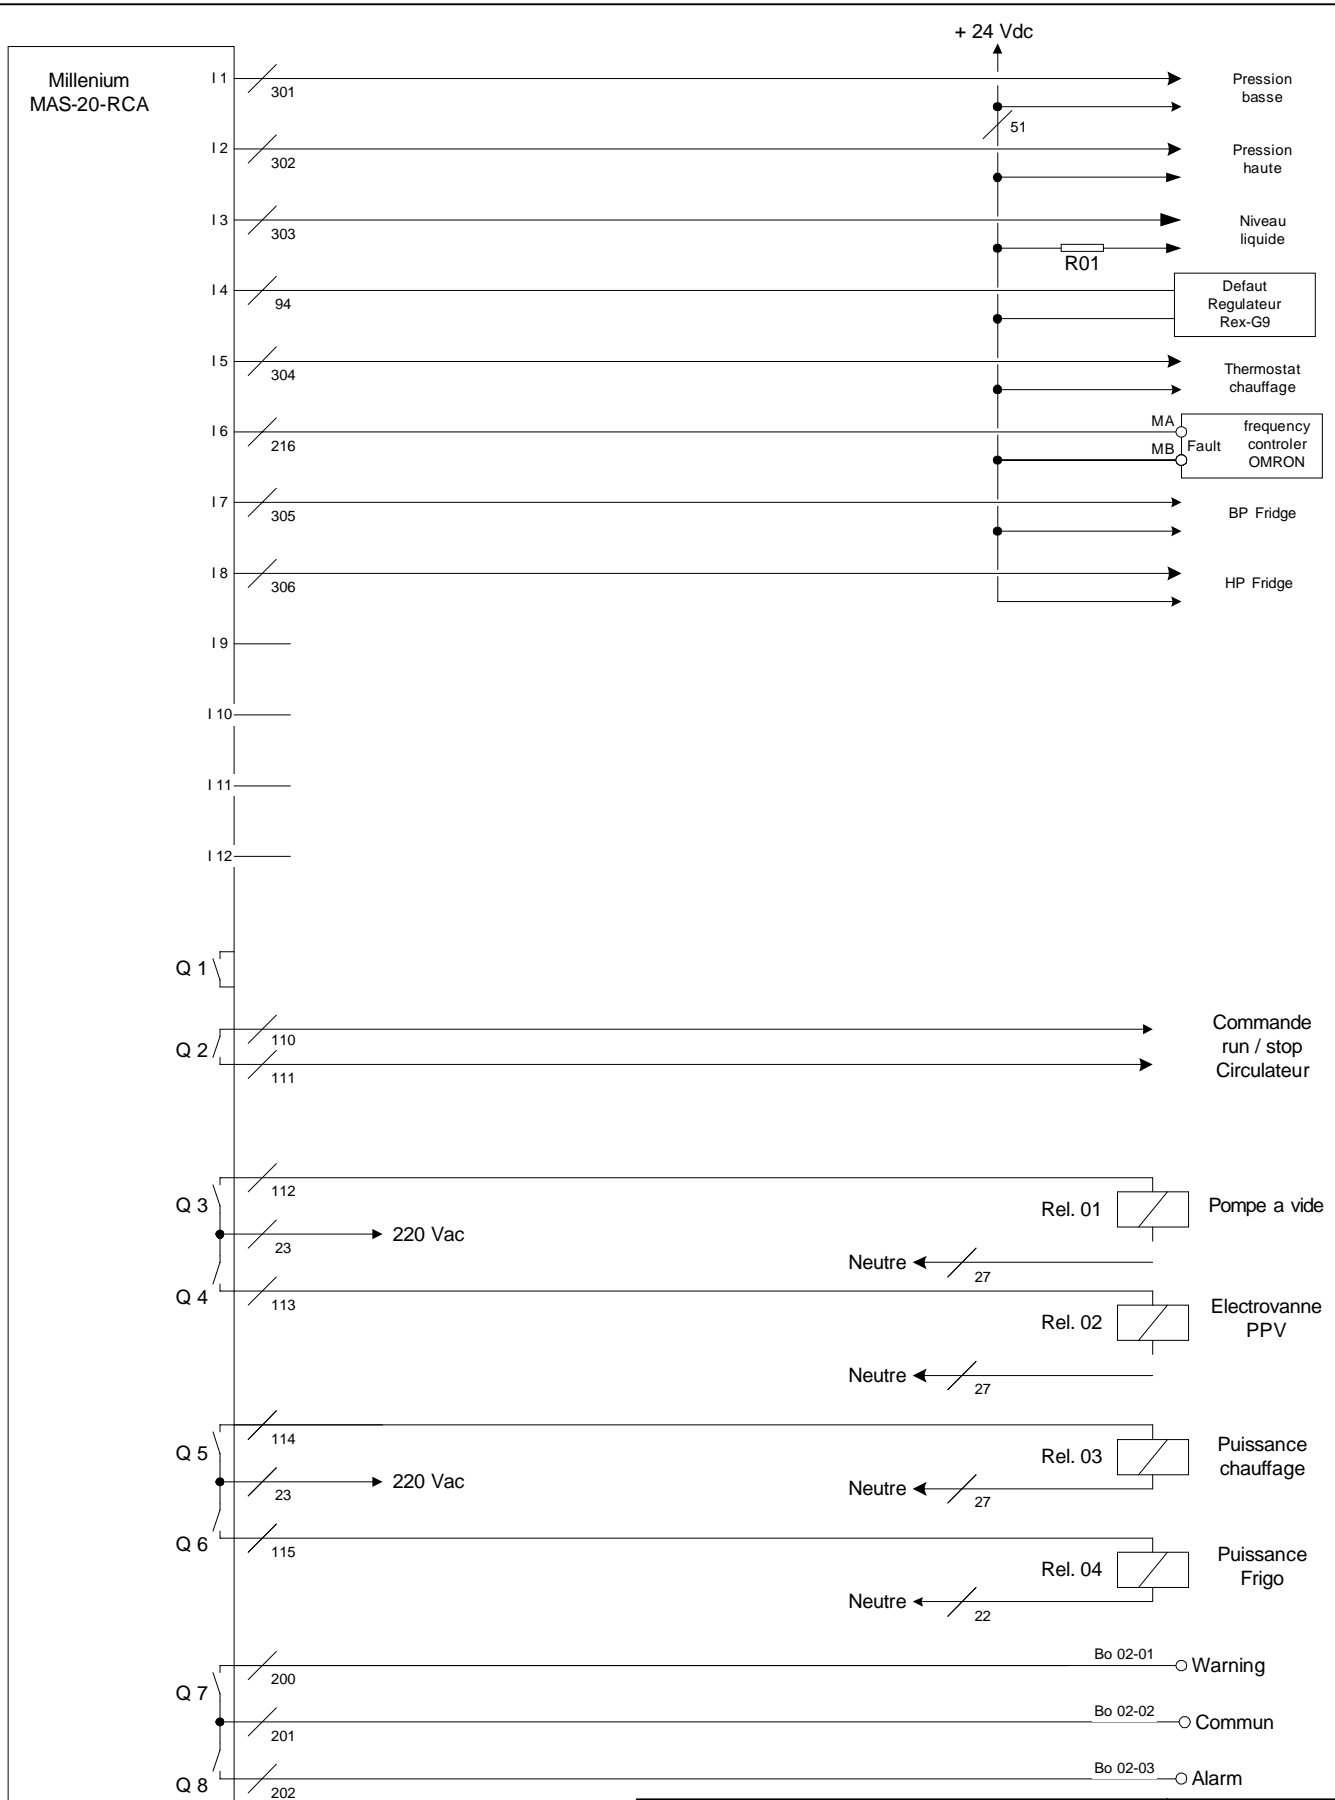 + 24 Vdc
Millenium
MAS-20-RCA
I 1
301
Pression
basse
51
I 2
302
Pression
haute
I 3
303
Niveau
liquide
R01
I 4
94
Defaut
Regulateur
Rex-G9
I 5
304
Thermostat
chauffage
I 6
216
MA
MB
Fault
frequency
controler
OMRON
I 7
305
BP Fridge
I 8
306
HP Fridge
I 9
I 10
I 11
I 12
Q 1
Q 2
110
111
Commande
run / stop
Circulateur
Q 3
112
Rel. 01
Pompe a vide
23
220 Vac
Neutre
27
Q 4
113
Rel. 02
Electrovanne
PPV
Neutre
27
Q 5
114
Rel. 03
Puissance
chauffage
23
220 Vac
Neutre
27
Q 6
115
Rel. 04
Puissance
Frigo
Neutre
22
Q 7
200
Bo 02-01
Warning
201
Bo 02-02
Commun
Q 8
202
Bo 02-03
Alarm